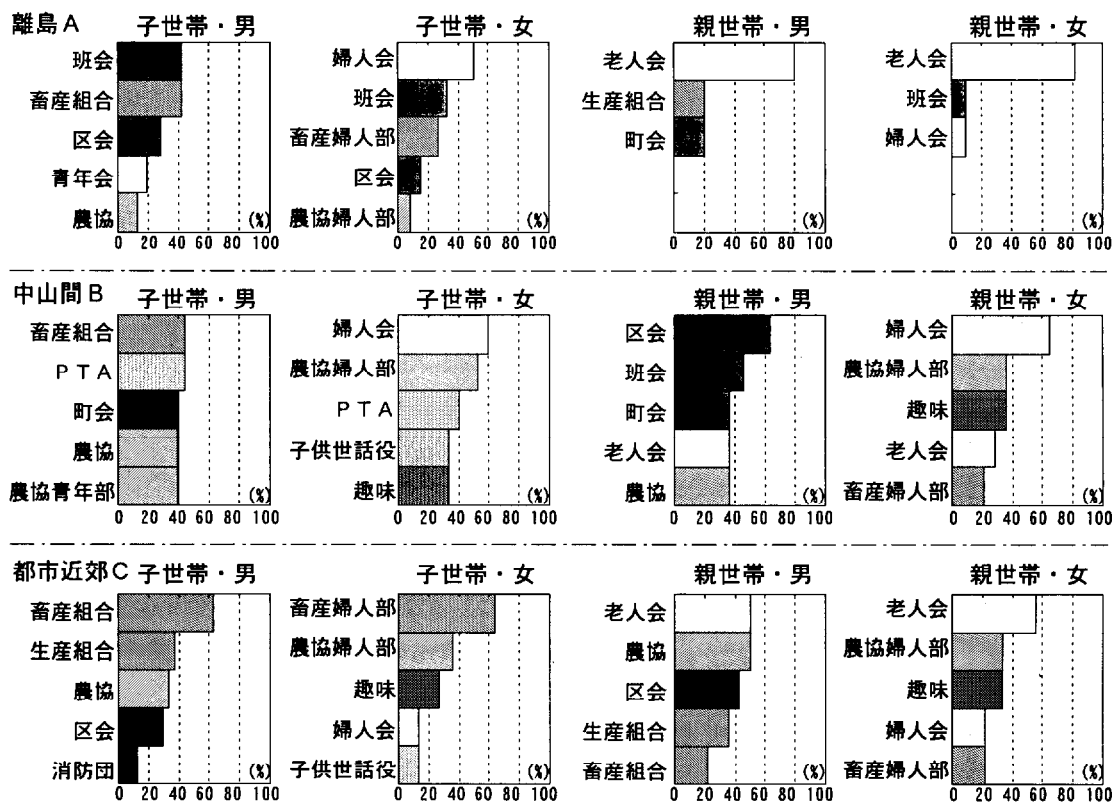 離島A
子世帯・男
班会
畜産組合
区会
青年会
農協
(%)
0 20 40 60 80 100
子世帯・女
婦人会
班会
畜産婦人部
区会
農協婦人部
(%)
0 20 40 60 80 100
親世帯・男
老人会
生産組合
町会
(%)
0 20 40 60 80 100
親世帯・女
老人会
班会
婦人会
(%)
0 20 40 60 80 100
中山間B
子世帯・男
畜産組合
PTA
町会
農協
農協青年部
(%)
0 20 40 60 80 100
子世帯・女
婦人会
農協婦人部
PTA
子供世話役
趣味
(%)
0 20 40 60 80 100
親世帯・男
区会
班会
町会
老人会
農協
(%)
0 20 40 60 80 100
親世帯・女
婦人会
農協婦人部
趣味
老人会
畜産婦人部
(%)
0 20 40 60 80 100
都市近郊C
子世帯・男
畜産組合
生産組合
農協
区会
消防団
(%)
0 20 40 60 80 100
子世帯・女
畜産婦人部
農協婦人部
趣味
婦人会
子供世話役
(%)
0 20 40 60 80 100
親世帯・男
老人会
農協
区会
生産組合
畜産組合
(%)
0 20 40 60 80 100
親世帯・女
老人会
農協婦人部
趣味
婦人会
畜産婦人部
(%)
0 20 40 60 80 100